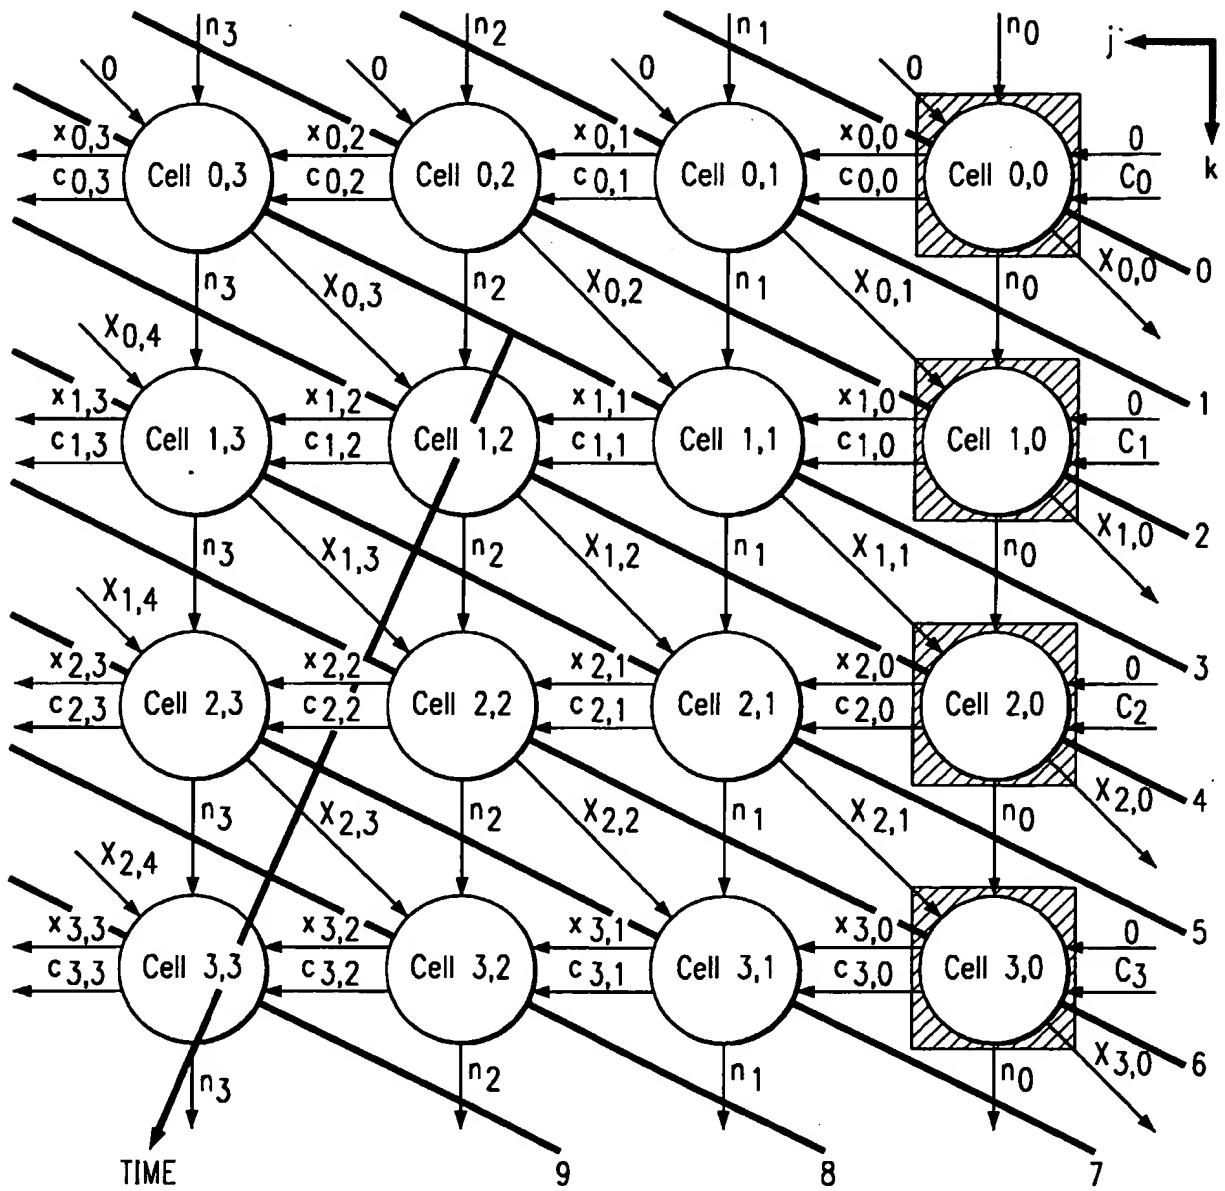 n3 n2 n1 n0 j
0 0 0 0
x0,3 x0,2 x0,1 x0,0 0 k
Cell 0,3 Cell 0,2 Cell 0,1 Cell 0,0
c0,3 c0,2 c0,1 c0,0 C0
n3 X0,3 n2 X0,2 n1 X0,1 n0 X0,0 0
X0,4
x1,3 x1,2 x1,1 x1,0 0 1
Cell 1,3 Cell 1,2 Cell 1,1 Cell 1,0
c1,3 c1,2 c1,1 c1,0 C1
n3 X1,3 n2 X1,2 n1 X1,1 n0 X1,0 2
X1,4
x2,3 x2,2 x2,1 x2,0 0 3
Cell 2,3 Cell 2,2 Cell 2,1 Cell 2,0
c2,3 c2,2 c2,1 c2,0 C2
n3 X2,3 n2 X2,2 n1 X2,1 n0 X2,0 4
X2,4
x3,3 x3,2 x3,1 x3,0 0 5
Cell 3,3 Cell 3,2 Cell 3,1 Cell 3,0
c3,3 c3,2 c3,1 c3,0 C3
n3 n2 n1 n0 X3,0 6
TIME 9 8 7